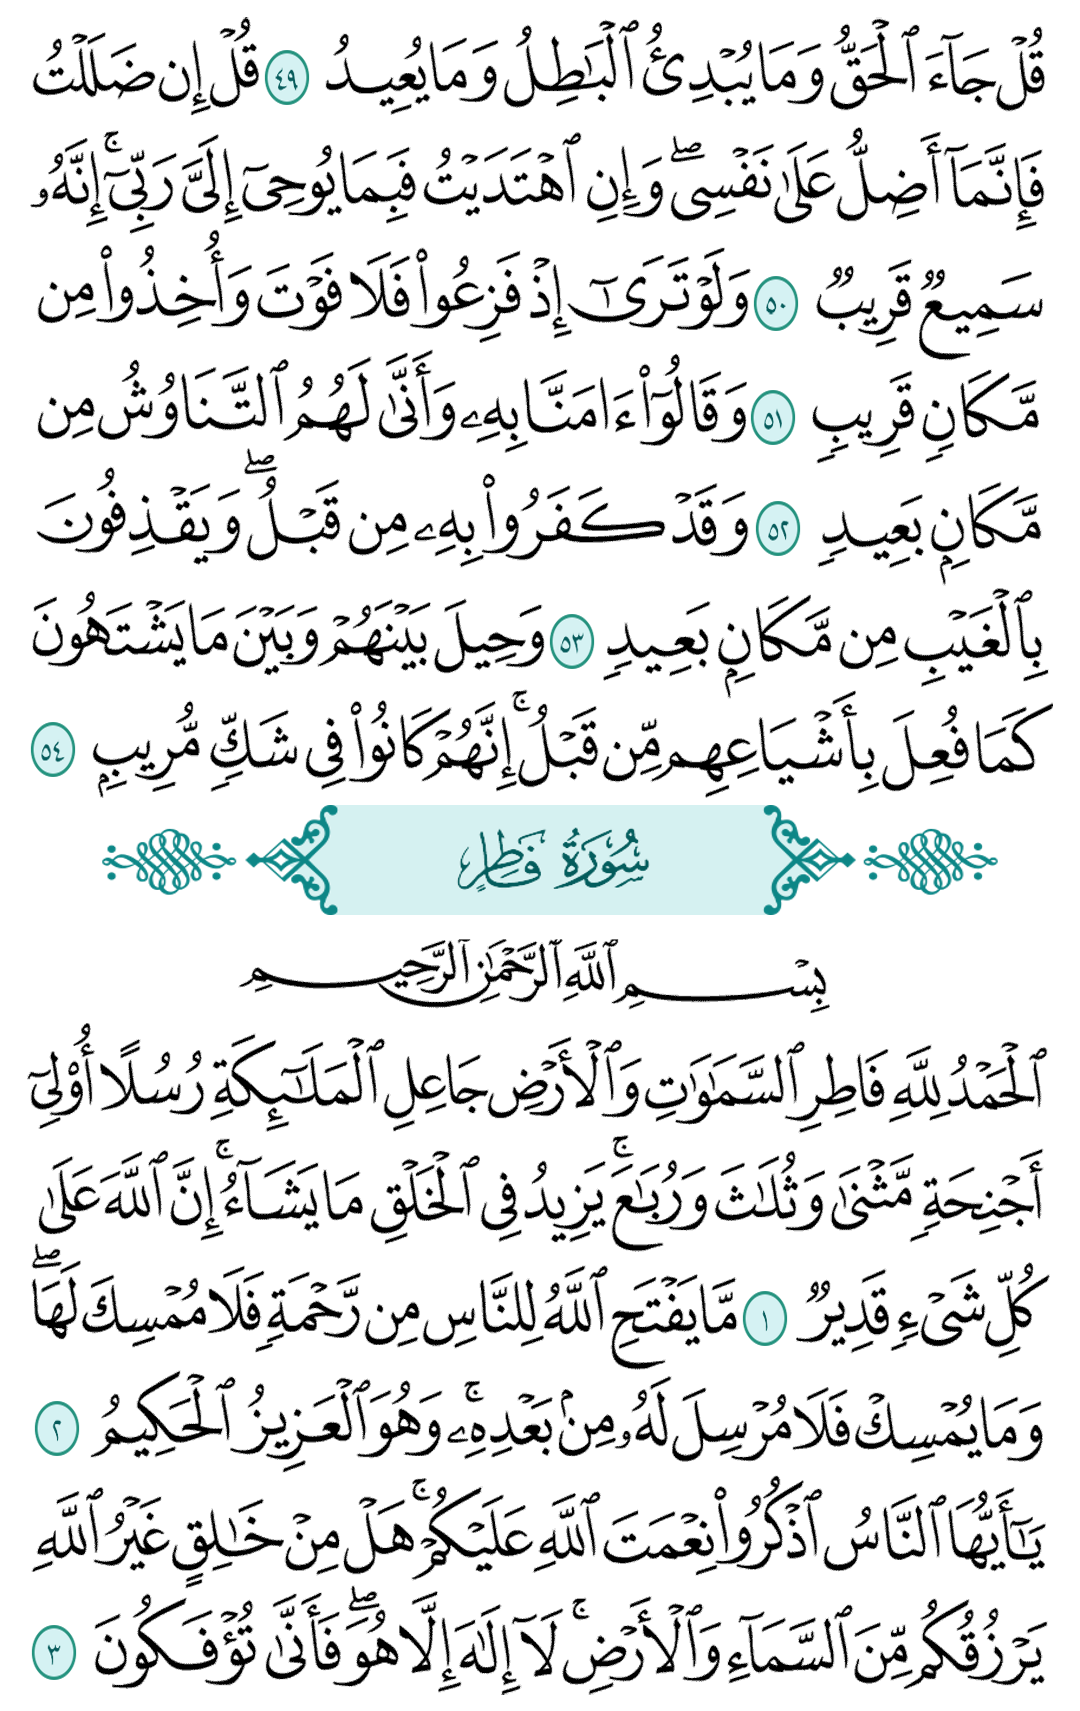 قُلْ جَآءَ ٱلْحَقُّ وَمَا يُبْدِئُ ٱلْبَٰطِلُ وَمَا يُعِيدُ ٤٩ قُلْ إِن ضَلَلْتُ
فَإِنَّمَآ أَضِلُّ عَلَىٰ نَفْسِى ۖ وَإِنِ ٱهْتَدَيْتُ فَبِمَا يُوحِىٓ إِلَىَّ رَبِّىٓ ۚ إِنَّهُۥ
سَمِيعٌ قَرِيبٌ ٥٠ وَلَوْ تَرَىٰٓ إِذْ فَزِعُوا۟ فَلَا فَوْتَ وَأُخِذُوا۟ مِن
مَّكَانٍ قَرِيبٍ ٥١ وَقَالُوٓا۟ ءَامَنَّا بِهِۦ وَأَنَّىٰ لَهُمُ ٱلتَّنَاوُشُ مِن
مَّكَانٍۭ بَعِيدٍ ٥٢ وَقَدْ كَفَرُوا۟ بِهِۦ مِن قَبْلُ ۖ وَيَقْذِفُونَ
بِٱلْغَيْبِ مِن مَّكَانٍۭ بَعِيدٍ ٥٣ وَحِيلَ بَيْنَهُمْ وَبَيْنَ مَا يَشْتَهُونَ
كَمَا فُعِلَ بِأَشْيَاعِهِم مِّن قَبْلُ ۚ إِنَّهُمْ كَانُوا۟ فِى شَكٍّ مُّرِيبٍۭ ٥٤
سُورَةُ فَاطِرٍ
بِسْمِ ٱللَّهِ ٱلرَّحْمَٰنِ ٱلرَّحِيمِ
ٱلْحَمْدُ لِلَّهِ فَاطِرِ ٱلسَّمَٰوَٰتِ وَٱلْأَرْضِ جَاعِلِ ٱلْمَلَٰٓئِكَةِ رُسُلًا أُو۟لِىٓ
أَجْنِحَةٍ مَّثْنَىٰ وَثُلَٰثَ وَرُبَٰعَ ۚ يَزِيدُ فِى ٱلْخَلْقِ مَا يَشَآءُ ۚ إِنَّ ٱللَّهَ عَلَىٰ
كُلِّ شَىْءٍ قَدِيرٌ ١ مَّا يَفْتَحِ ٱللَّهُ لِلنَّاسِ مِن رَّحْمَةٍ فَلَا مُمْسِكَ لَهَا ۖ
وَمَا يُمْسِكْ فَلَا مُرْسِلَ لَهُۥ مِنۢ بَعْدِهِۦ ۚ وَهُوَ ٱلْعَزِيزُ ٱلْحَكِيمُ ٢
يَٰٓأَيُّهَا ٱلنَّاسُ ٱذْكُرُوا۟ نِعْمَتَ ٱللَّهِ عَلَيْكُمْ ۚ هَلْ مِنْ خَٰلِقٍ غَيْرُ ٱللَّهِ
يَرْزُقُكُم مِّنَ ٱلسَّمَآءِ وَٱلْأَرْضِ ۚ لَآ إِلَٰهَ إِلَّا هُوَ ۖ فَأَنَّىٰ تُؤْفَكُونَ ٣